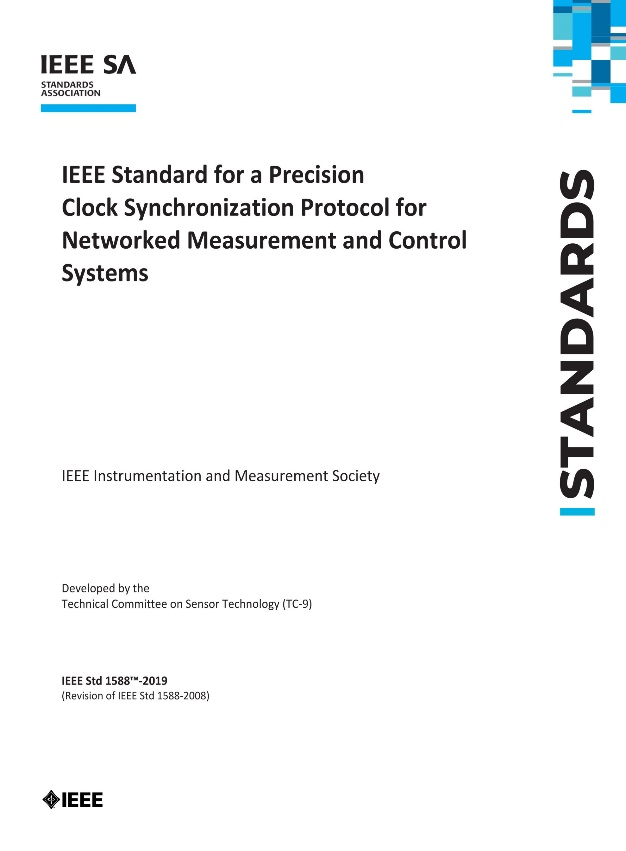 IEEE SA
STANDARDS
ASSOCIATION
IEEE Standard for a Precision
Clock Synchronization Protocol for
Networked Measurement and Control
Systems
STANDARDS
IEEE Instrumentation and Measurement Society
Developed by the
Technical Committee on Sensor Technology (TC-9)
IEEE Std 1588™-2019
(Revision of IEEE Std 1588-2008)
IEEE